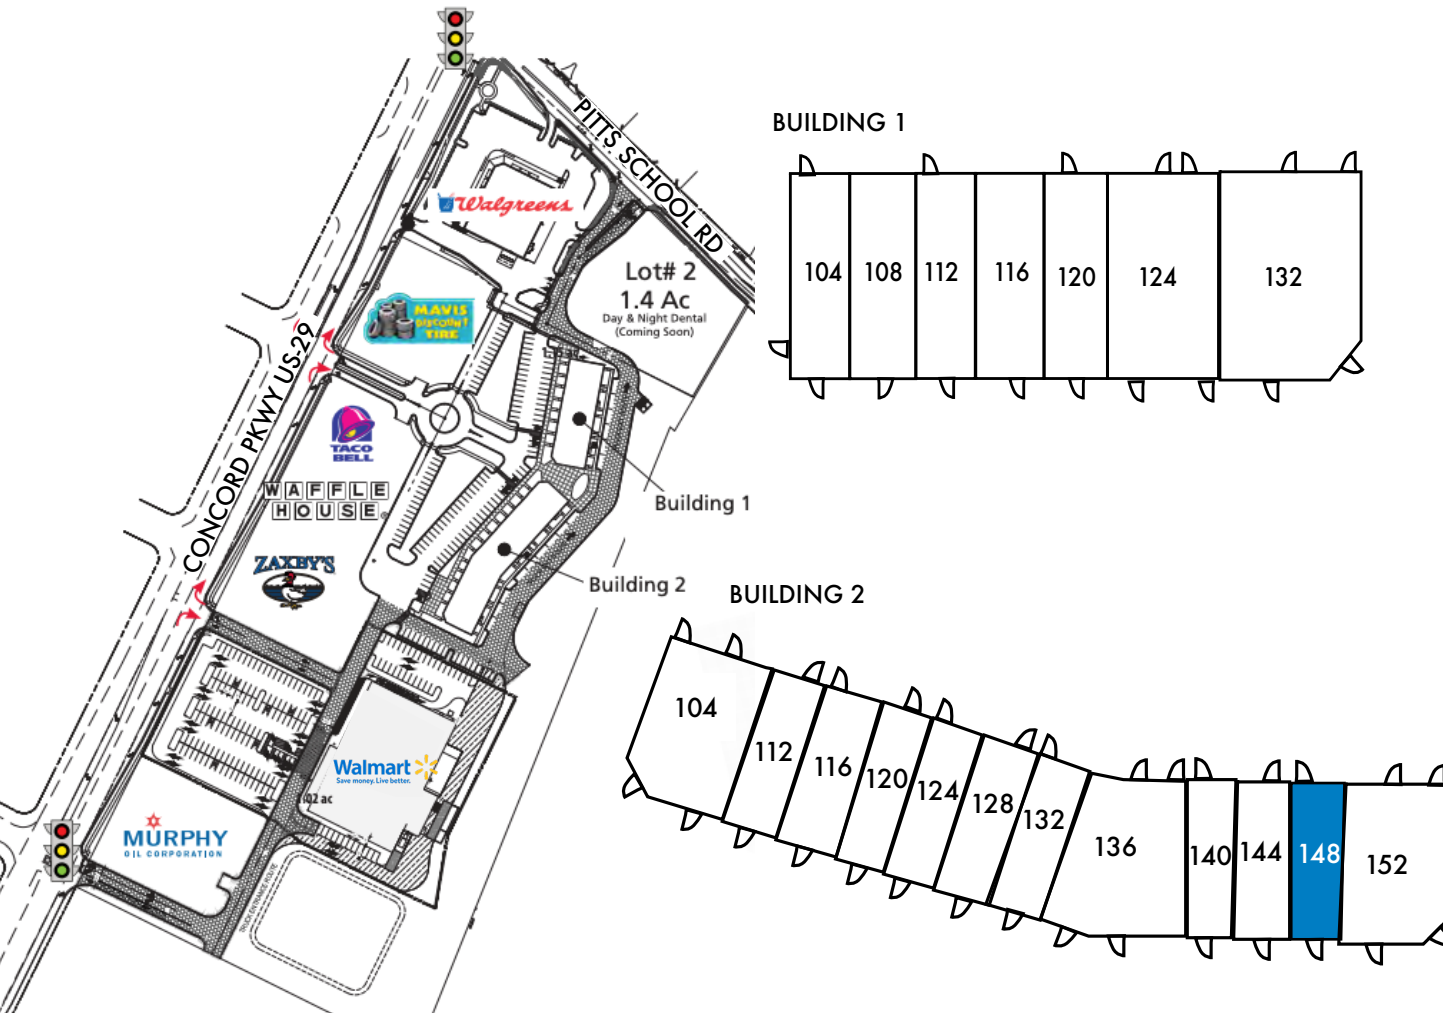 PITTS SCHOOL RD
Walgreens
Lot# 2
1.4 Ac
Day & Night Dental
(Coming Soon)
MAVIS
DISCOUNT
TIRE
CONCORD PKWY US-29
TACO
BELL
WAFFLE
HOUSE
ZAXBY'S
Building 1
Building 2
Walmart
Save money. Live better.
MURPHY
OIL CORPORATION
TRUCK ENTRANCE ROUTE
BUILDING 1
104
108
112
116
120
124
132
BUILDING 2
104
112
116
120
124
128
132
136
140
144
148
152